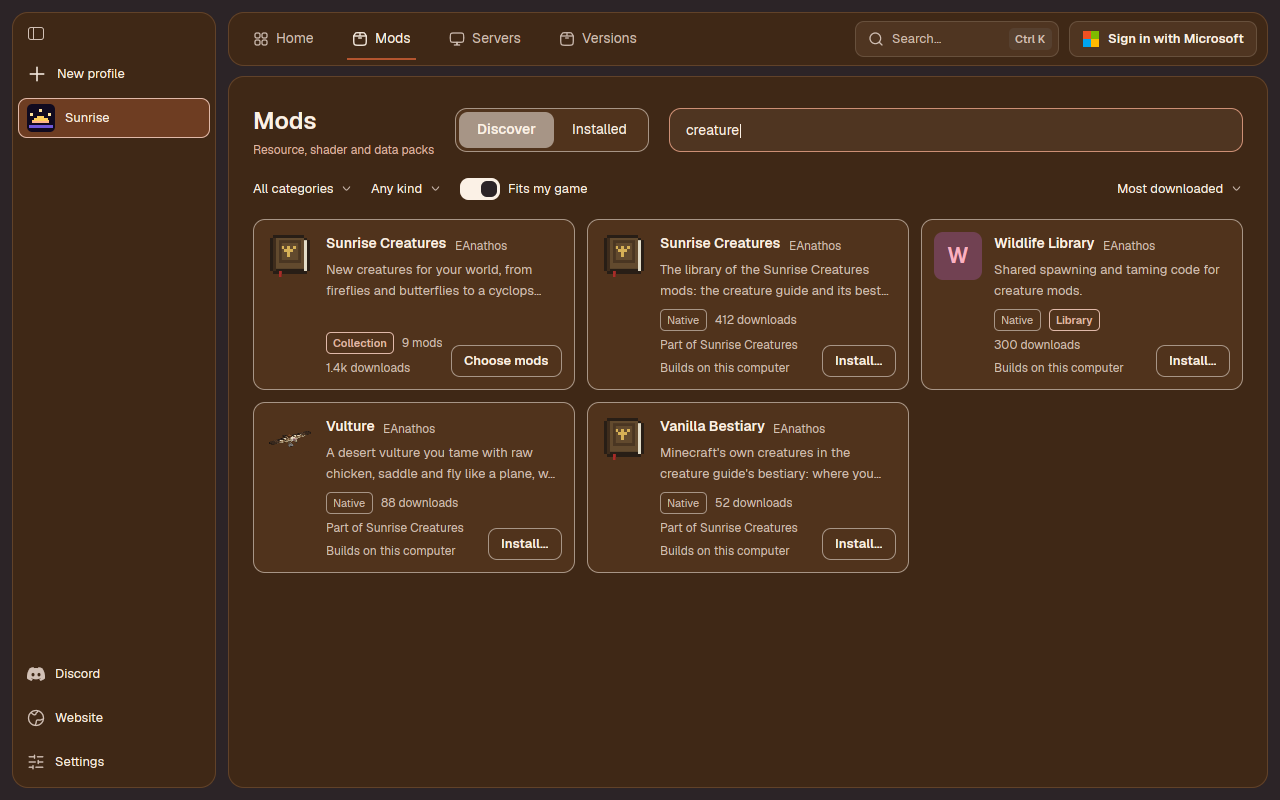 New profile
Sunrise
Discord
Website
Settings
Home
Mods
Servers
Versions
Search...
Ctrl K
Sign in with Microsoft
Mods
Resource, shader and data packs
Discover
Installed
creature
All categories
Any kind
Fits my game
Most downloaded
Sunrise Creatures EAnathos
New creatures for your world, from
fireflies and butterflies to a cyclops...
Collection 9 mods
1.4k downloads
Choose mods
Sunrise Creatures EAnathos
The library of the Sunrise Creatures
mods: the creature guide and its best...
Native 412 downloads
Part of Sunrise Creatures
Builds on this computer
Install...
W
Wildlife Library EAnathos
Shared spawning and taming code for
creature mods.
Native Library
300 downloads
Builds on this computer
Install...
Vulture EAnathos
A desert vulture you tame with raw
chicken, saddle and fly like a plane, w...
Native 88 downloads
Part of Sunrise Creatures
Builds on this computer
Install...
Vanilla Bestiary EAnathos
Minecraft's own creatures in the
creature guide's bestiary: where you...
Native 52 downloads
Part of Sunrise Creatures
Builds on this computer
Install...